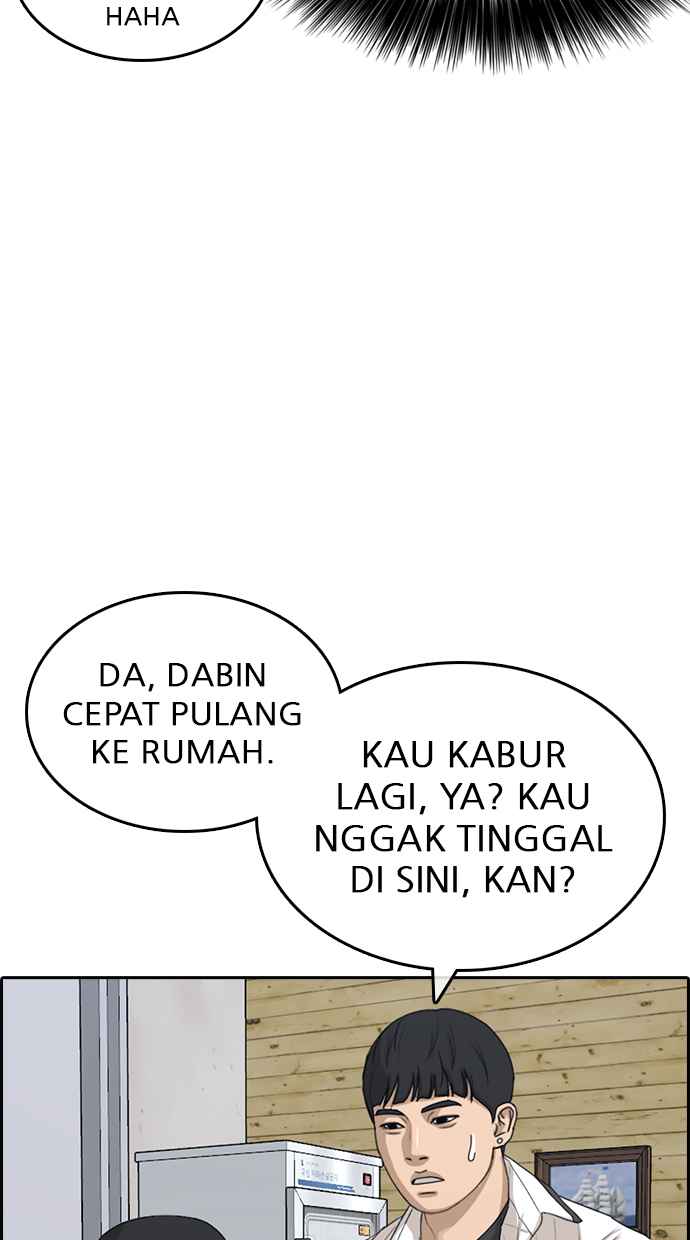 HAHA
DA, DABIN
CEPAT PULANG
KE RUMAH.
KAU KABUR
LAGI, YA? KAU
NGGAK TINGGAL
DI SINI, KAN?